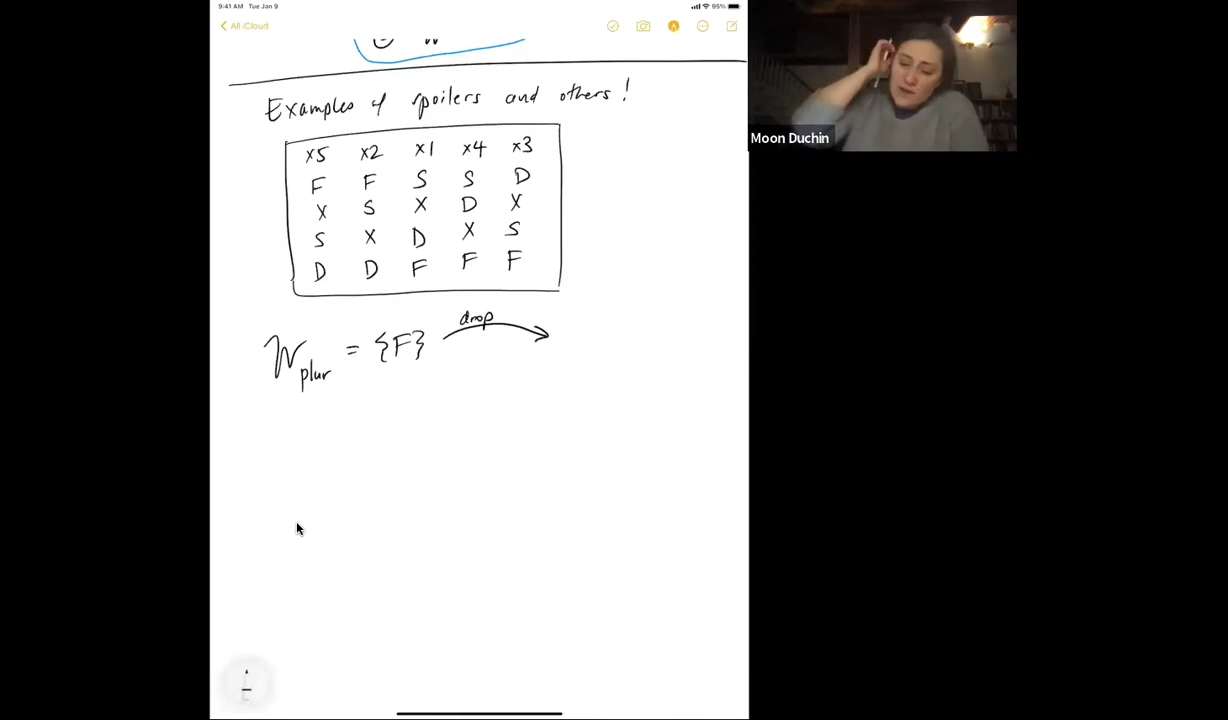 9:41 AM Tue Jan 9
95%
All iCloud
Examples of spoilers and others!
x5 x2 x1 x4 x3
F F S S D
X S X D X
S X D X S
D D F F F
W plur = {F} drop
Moon Duchin